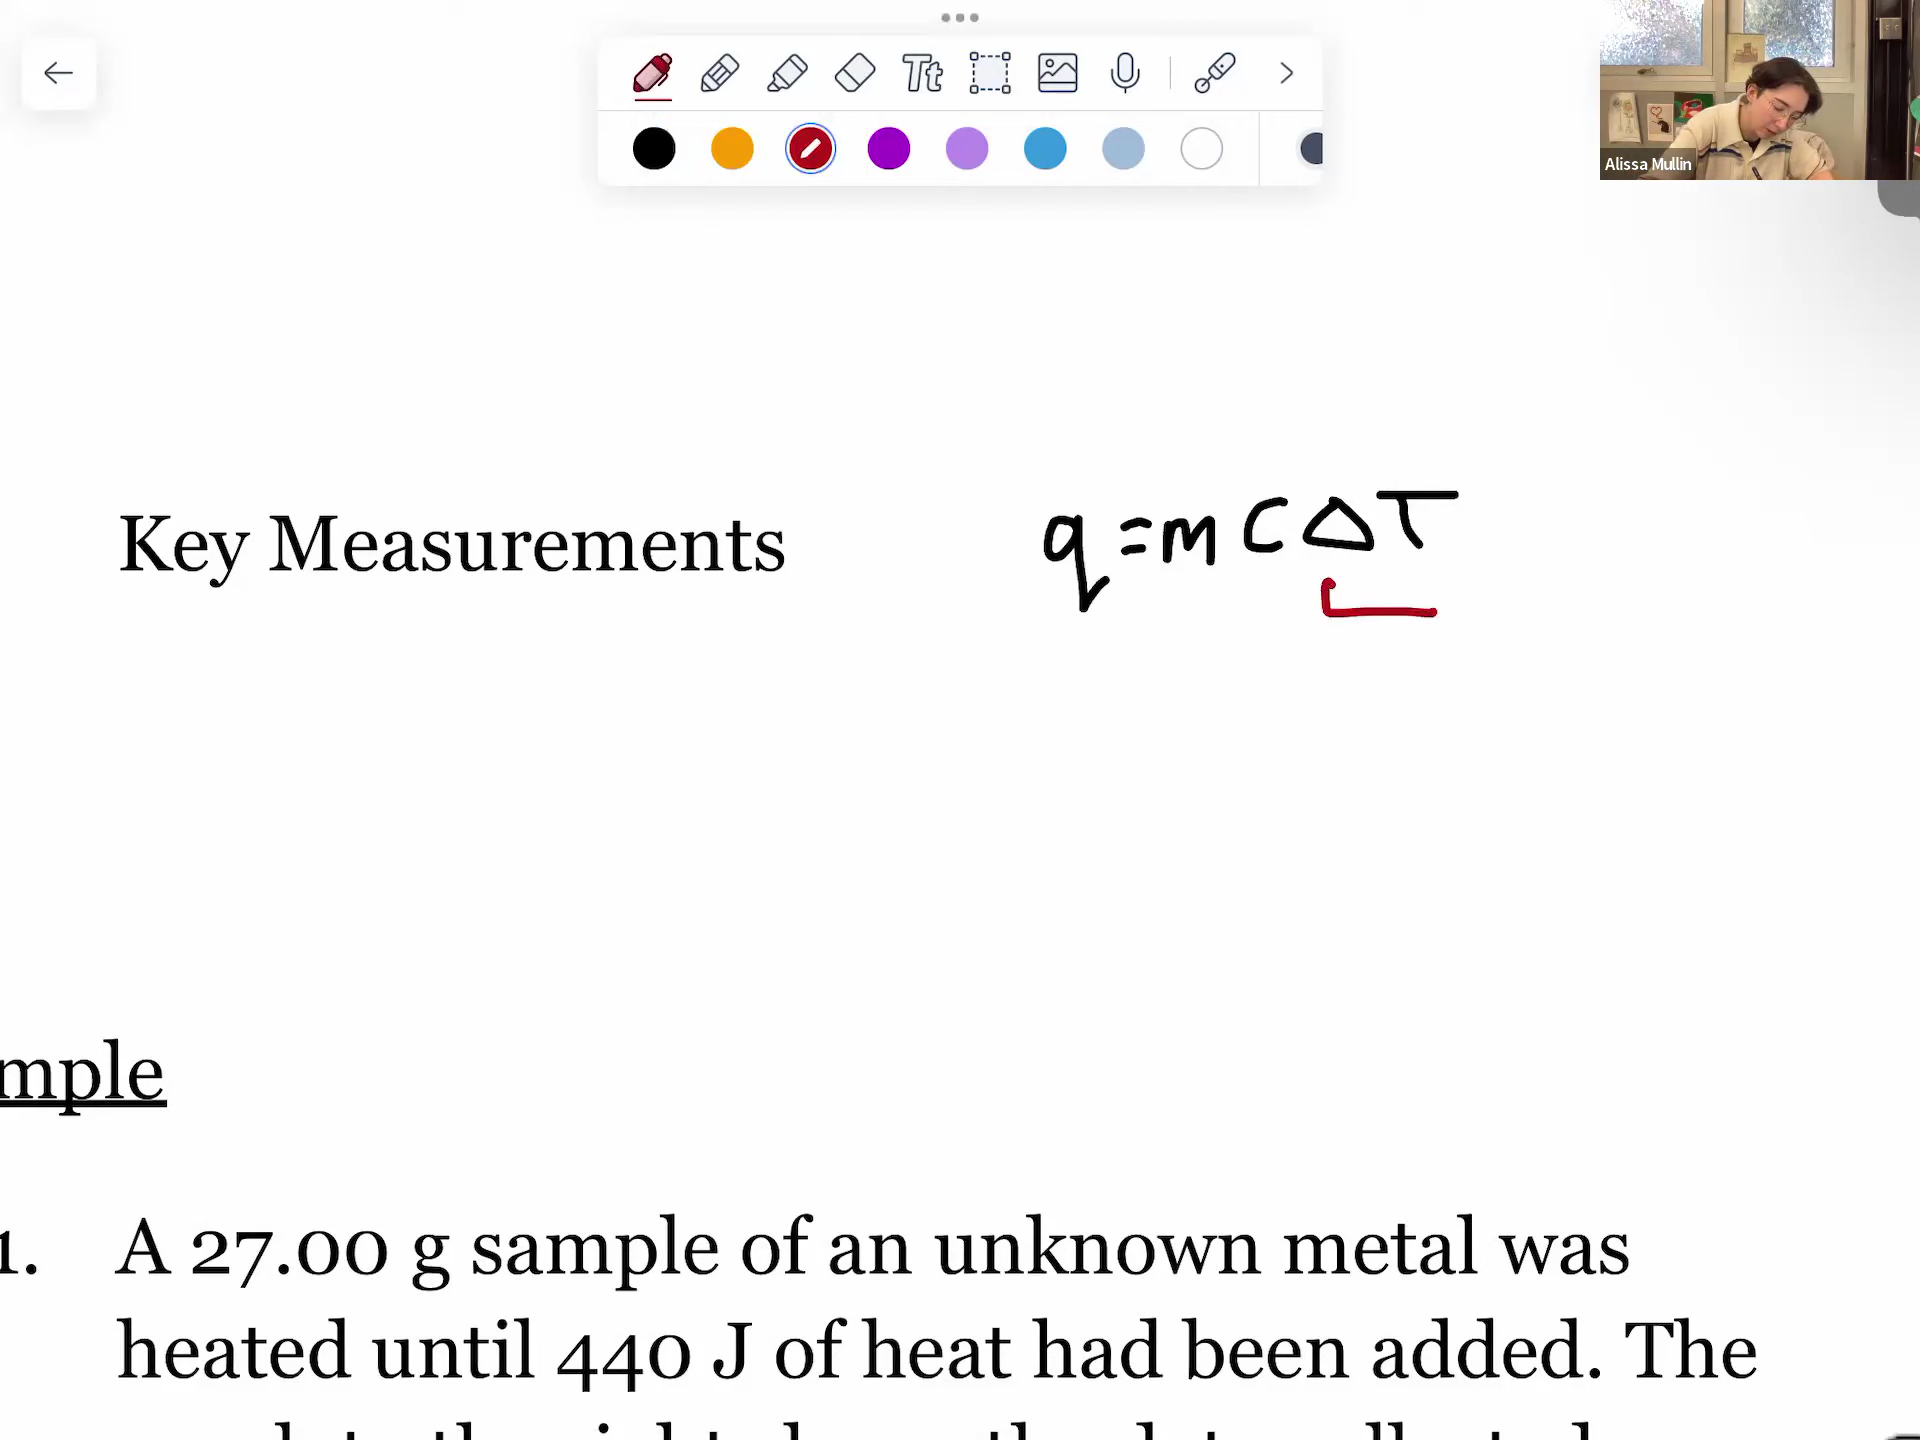 Tt
Alissa Mullin
Key Measurements
q=mCΔT
mple
1. A 27.00 g sample of an unknown metal was
heated until 440 J of heat had been added. The